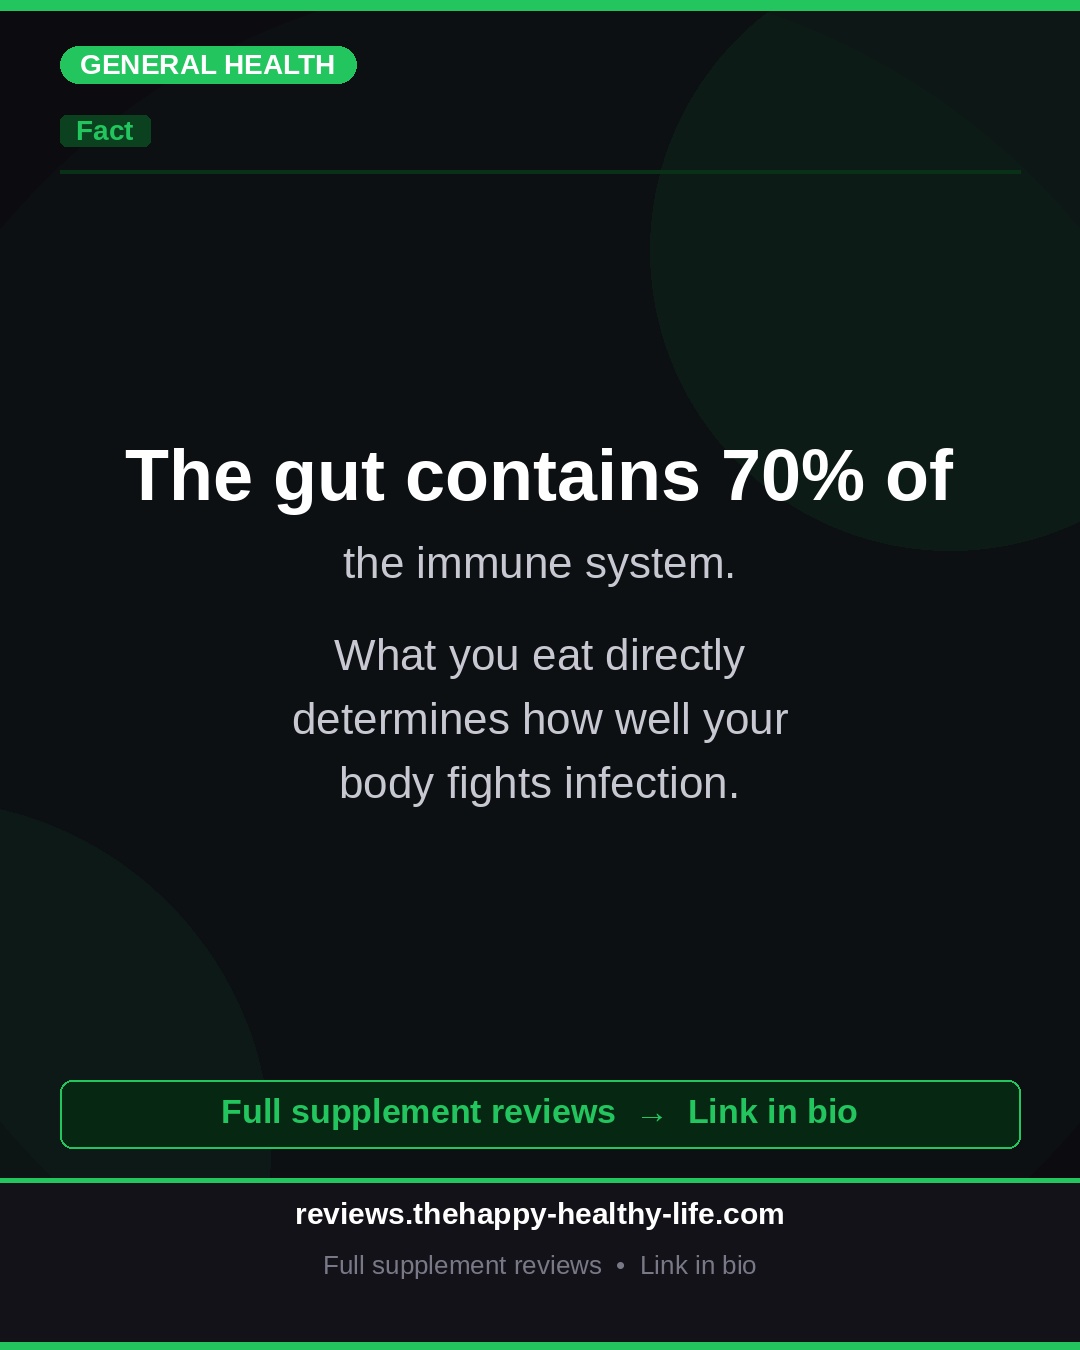 GENERAL HEALTH
Fact
The gut contains 70% of
the immune system.
What you eat directly
determines how well your
body fights infection.
Full supplement reviews → Link in bio
reviews.thehappy-healthy-life.com
Full supplement reviews • Link in bio